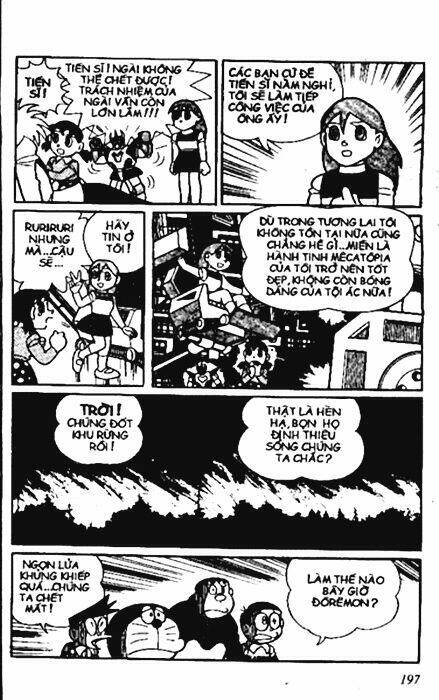 TIẾN SĨ!
TIẾN SĨ! NGÀI KHÔNG
THỂ CHẾT ĐƯỢC!
TRÁCH NHIỆM CỦA
NGÀI VẪN CÒN
LỚN LẮM!!!
CÁC BẠN CỨ ĐỂ
TIẾN SĨ NẰM NGHỈ,
TÔI SẼ LÀM TIẾP
CÔNG VIỆC CỦA
ÔNG ẤY!
RURIRURI
NHƯNG
MÀ...CẬU
SẼ...
HÃY
TIN Ở
TÔI!
DÙ TRONG TƯƠNG LAI TÔI
KHÔNG TỒN TẠI NỮA CŨNG
CHẲNG HỀ GÌ...MIỄN LÀ
HÀNH TINH MÊCATÔPIA
CỦA TÔI TRỞ NÊN TỐT
ĐẸP, KHÔNG CÒN BÓNG
DÁNG CỦA TỘI ÁC NỮA!
TRỜI!
CHÚNG ĐỐT
KHU RỪNG
RỒI!
THẬT LÀ HÈN
HẠ, BỌN HỌ
ĐỊNH THIÊU
SỐNG CHÚNG
TA CHẮC?
NGỌN LỬA
KHỦNG KHIẾP
QUÁ...CHÚNG
TA CHẾT
MẤT!
LÀM THẾ NÀO
BÂY GIỜ
ĐÔRÊMON?
197